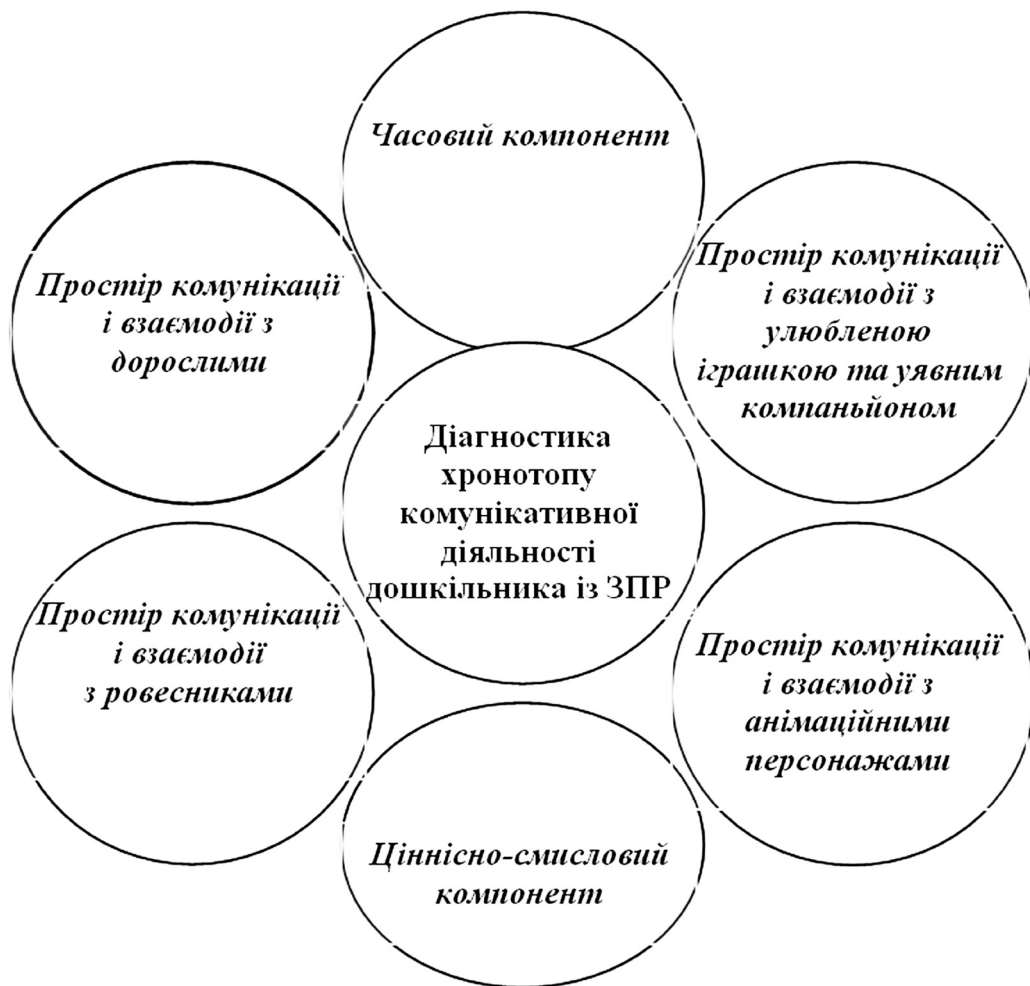 Часовий компонент
Простір комунікації
і взаємодії з
дорослими
Простір комунікації
і взаємодії з
улюбленою
іграшкою та уявним
компаньйоном
Діагностика
хронотопу
комунікативної
діяльності
дошкільника із ЗПР
Простір комунікації
і взаємодії
з ровесниками
Простір комунікації
і взаємодії з
анімаційними
персонажами
Ціннісно-смисловий
компонент